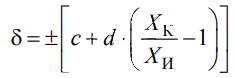 δ = ± [ c + d · ( X_К / X_И − 1 ) ]